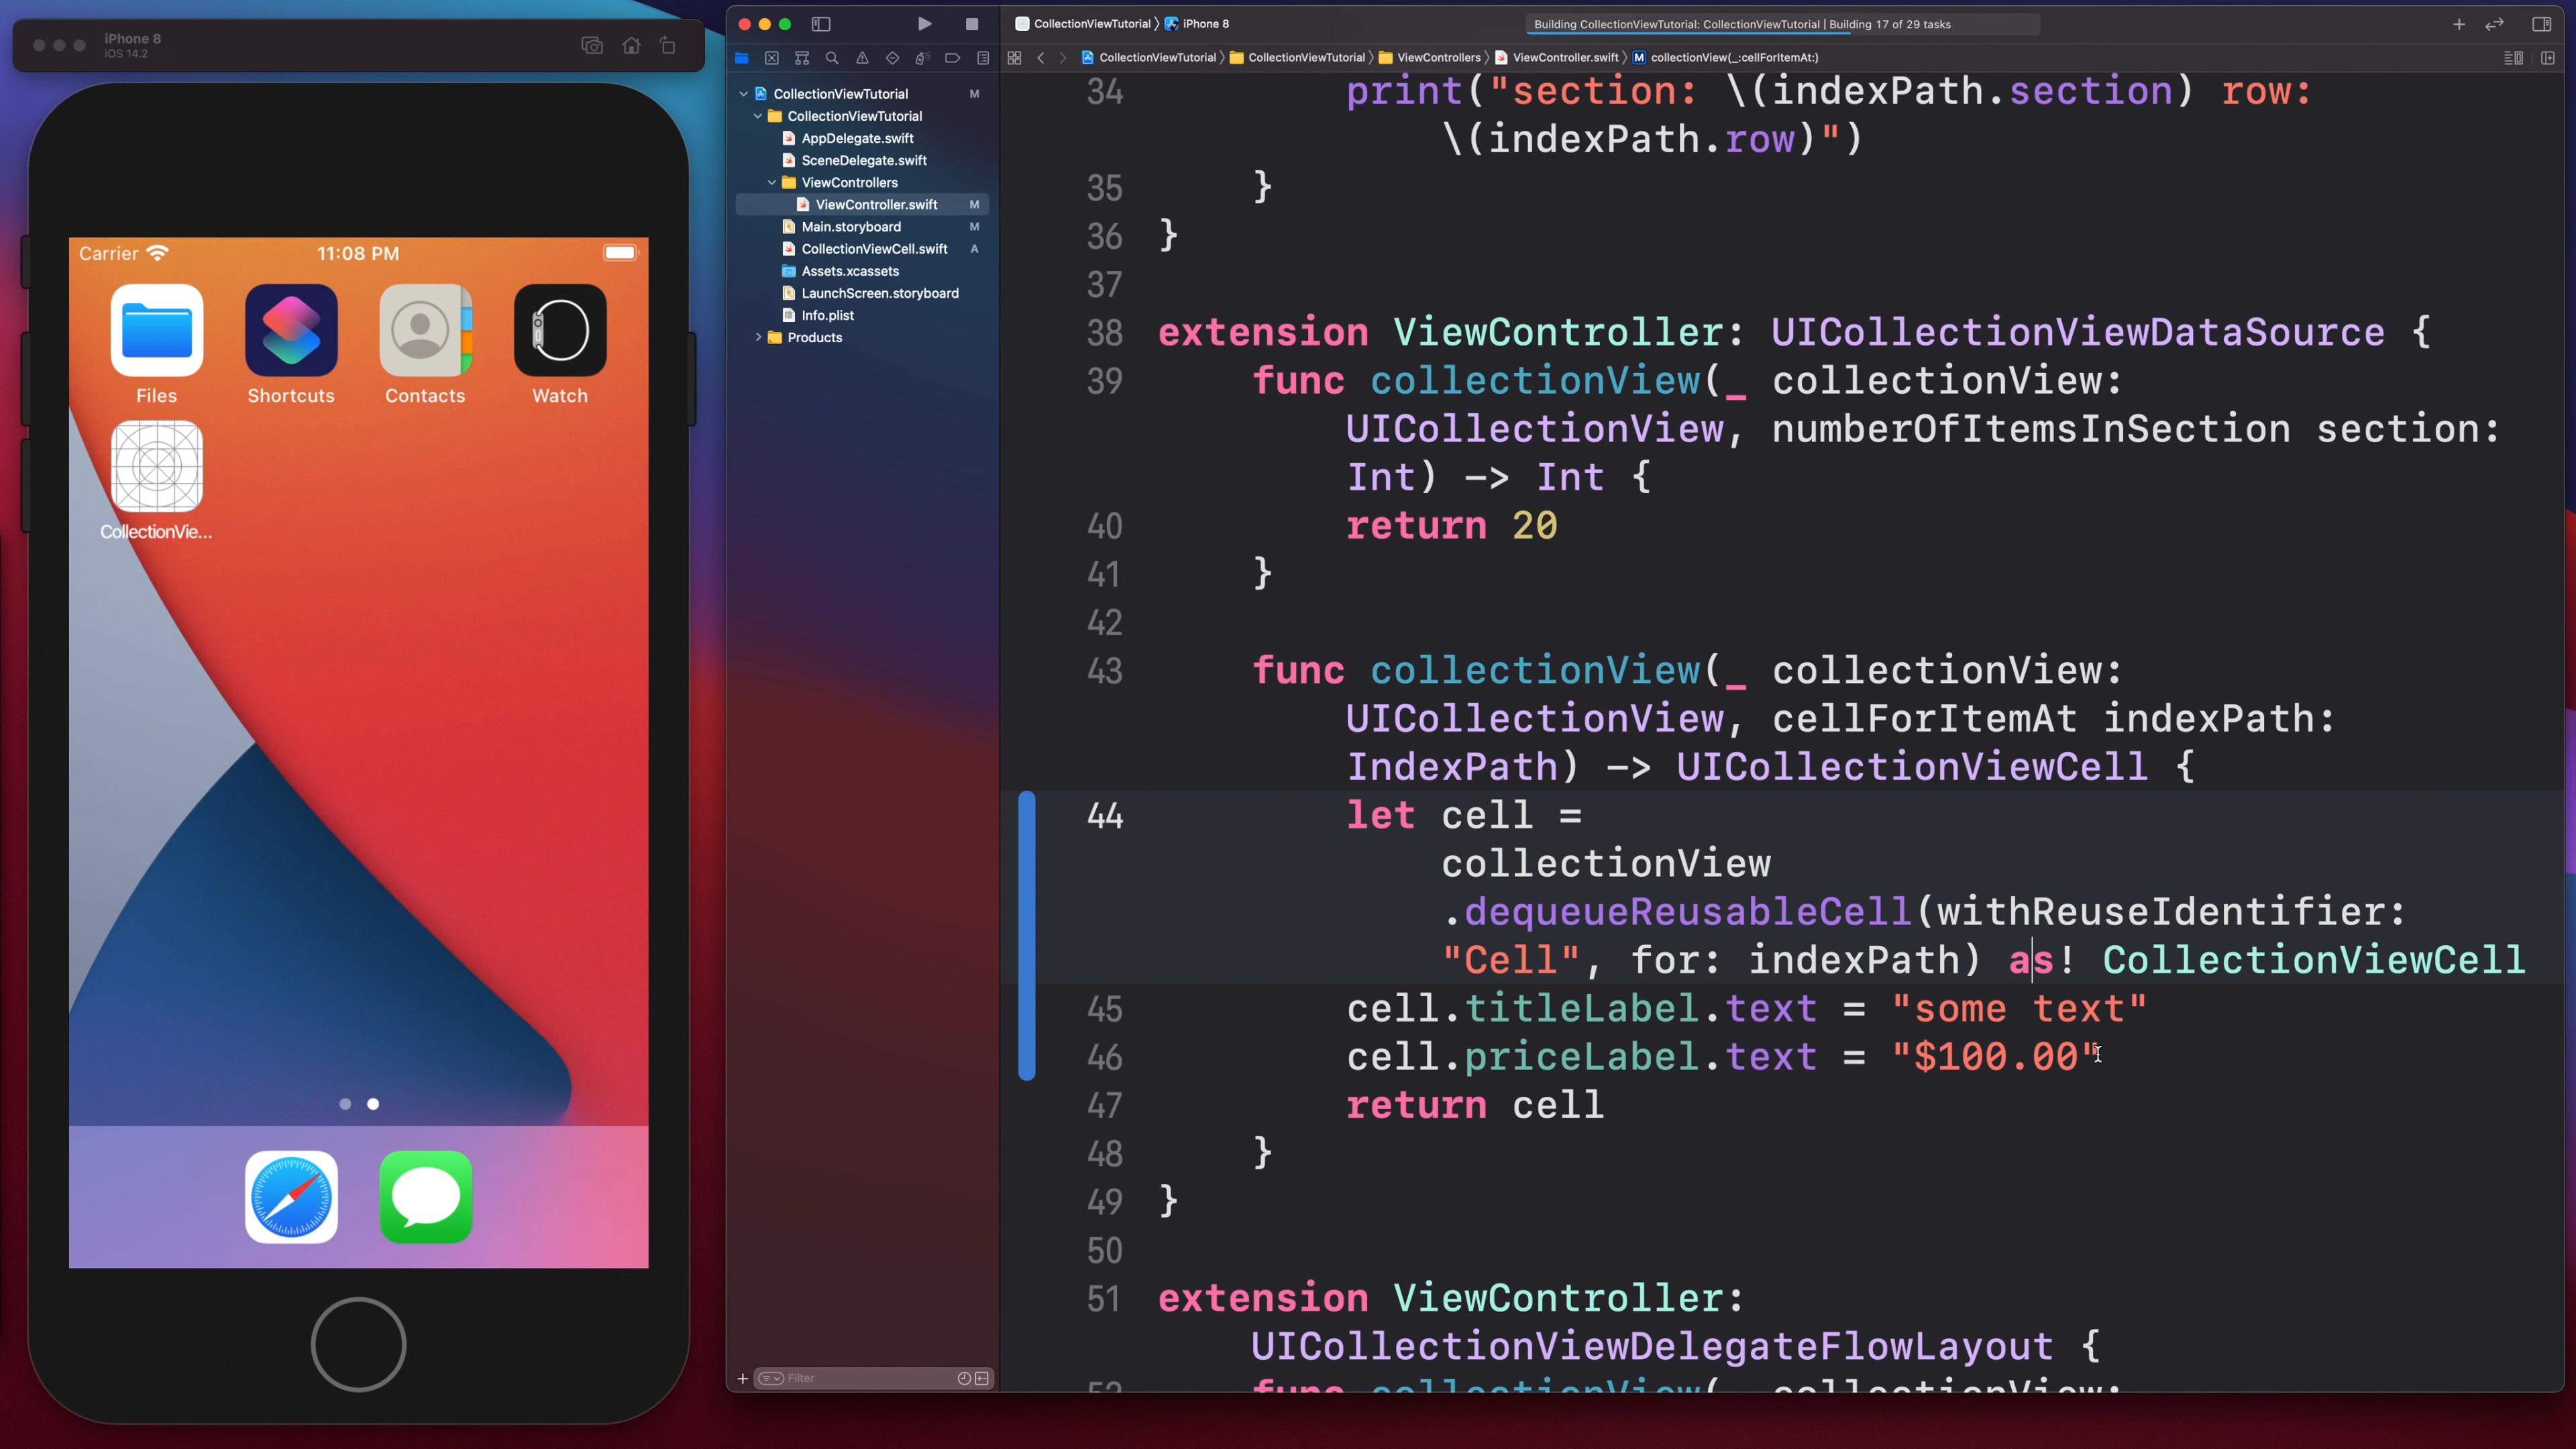 iPhone 8
iOS 14.2
Carrier
11:08 PM
Files
Shortcuts
Contacts
Watch
CollectionVie...
CollectionViewTutorial
iPhone 8
Building CollectionViewTutorial: CollectionViewTutorial | Building 17 of 29 tasks
CollectionViewTutorial
CollectionViewTutorial
ViewControllers
ViewController.swift
M collectionView(_:cellForItemAt:)
CollectionViewTutorial M
CollectionViewTutorial
AppDelegate.swift
SceneDelegate.swift
ViewControllers
ViewController.swift M
Main.storyboard M
CollectionViewCell.swift A
Assets.xcassets
LaunchScreen.storyboard
Info.plist
Products
Filter
34 print("section: \(indexPath.section) row:
\(indexPath.row)")
35 }
36 }
37
38 extension ViewController: UICollectionViewDataSource {
39 func collectionView(_ collectionView:
UICollectionView, numberOfItemsInSection section:
Int) -> Int {
40 return 20
41 }
42
43 func collectionView(_ collectionView:
UICollectionView, cellForItemAt indexPath:
IndexPath) -> UICollectionViewCell {
44 let cell =
collectionView
.dequeueReusableCell(withReuseIdentifier:
"Cell", for: indexPath) as! CollectionViewCell
45 cell.titleLabel.text = "some text"
46 cell.priceLabel.text = "$100.00"
47 return cell
48 }
49 }
50
51 extension ViewController:
UICollectionViewDelegateFlowLayout {
52 func collectionView(_ collectionView: